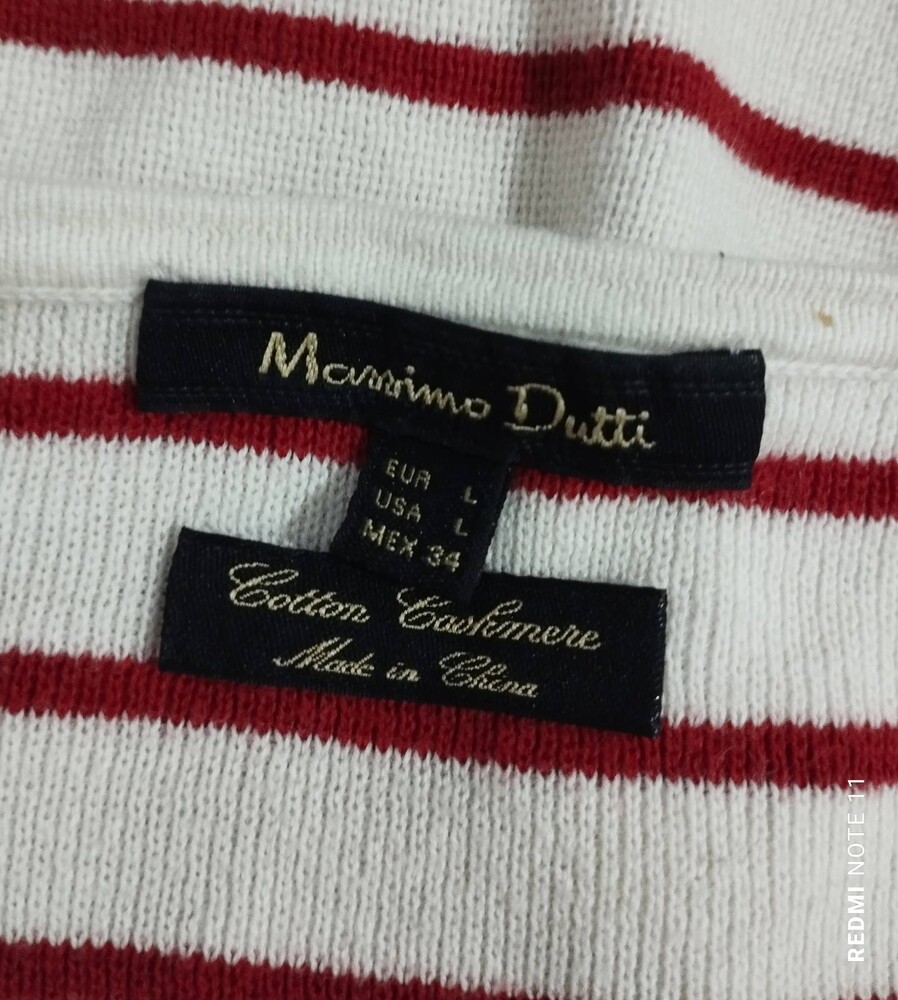 Massimo Dutti
EUR L
USA L
MEX 34
Cotton Cashmere
Made in China
REDMI NOTE 11